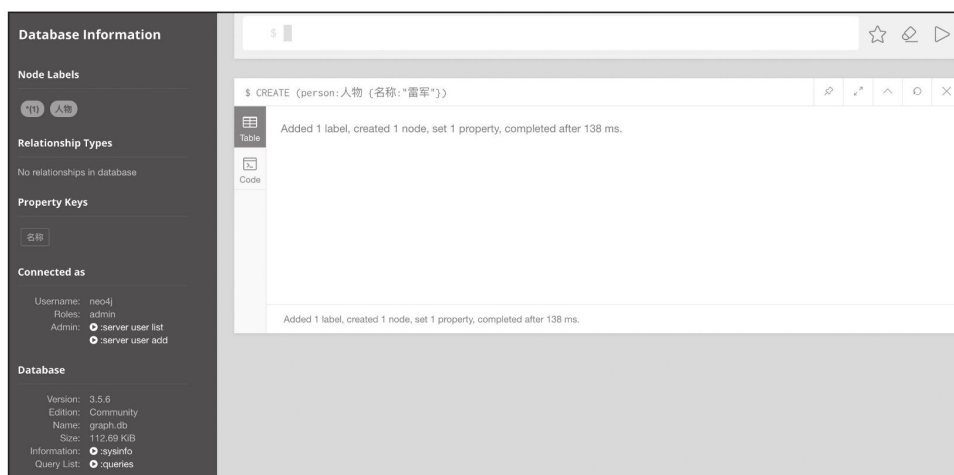 Database Information
Node Labels
*(1) 人物
Relationship Types
No relationships in database
Property Keys
名称
Connected as
Username: neo4j
Roles: admin
Admin: :server user list
:server user add
Database
Version: 3.5.6
Edition: Community
Name: graph.db
Size: 112.69 KiB
Information: :sysinfo
Query List: :queries
$
$ CREATE (person:人物 {名称:"雷军"})
Table
Added 1 label, created 1 node, set 1 property, completed after 138 ms.
Code
Added 1 label, created 1 node, set 1 property, completed after 138 ms.